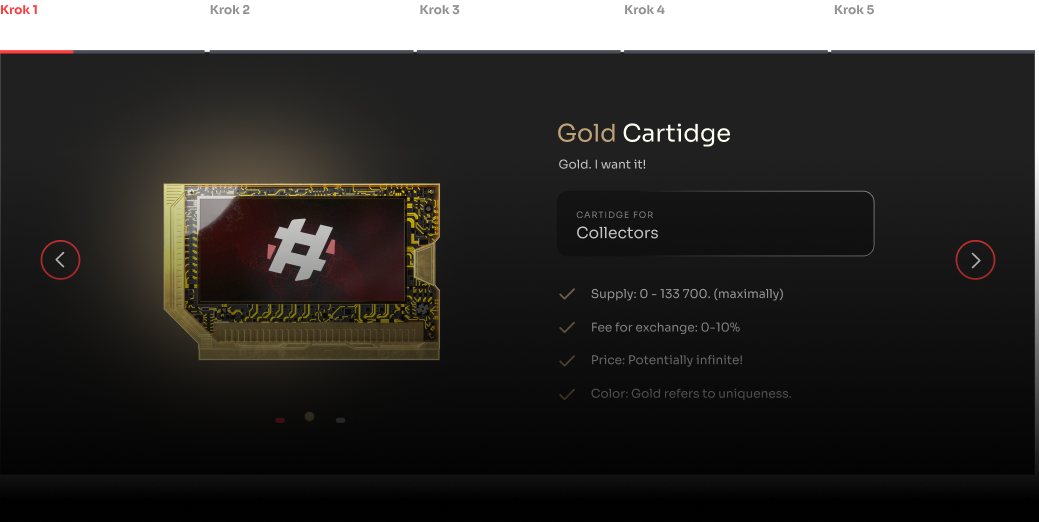 Krok 1
Krok 2
Krok 3
Krok 4
Krok 5
Gold Cartidge
Gold. I want it!
CARTIDGE FOR
Collectors
#
Supply: 0 - 133 700. (maximally)
Fee for exchange: 0-10%
Price: Potentially infinite!
Color: Gold refers to uniqueness.